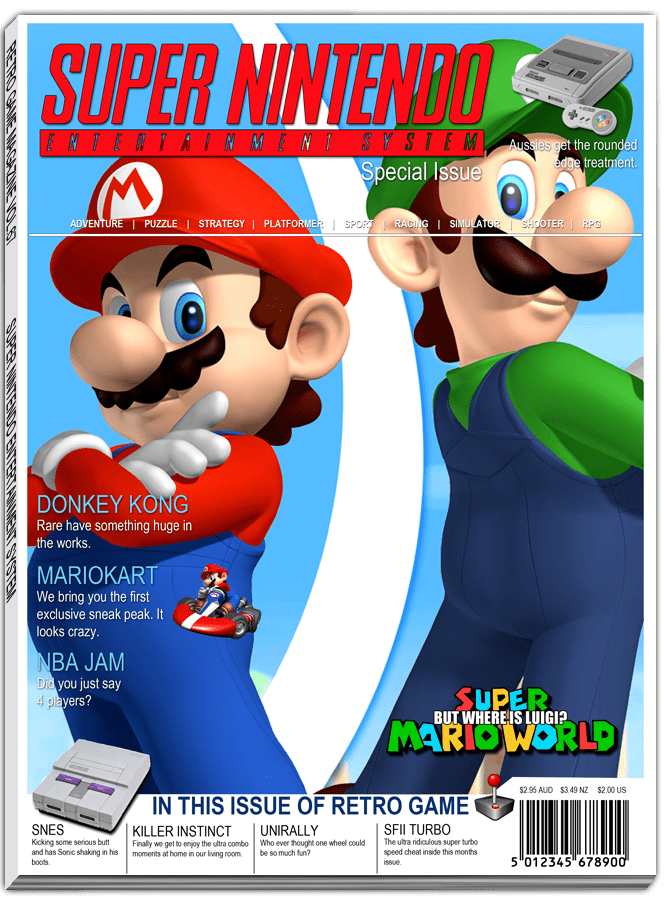 SUPER NINTENDO
ENTERTAINMENT SYSTEM
Special Issue
Aussies get the rounded
edge treatment.
ADVENTURE | PUZZLE | STRATEGY | PLATFORMER | SPORT | RACING | SIMULATOR | SHOOTER | RPG
RETRO GAME MAGAZINE VOL.5
SUPER NINTENDO ENTERTAINMENT SYSTEM
M
DONKEY KONG
Rare have something huge in
the works.
MARIOKART
We bring you the first
exclusive sneak peak. It
looks crazy.
NBA JAM
Did you just say
4 players?
SUPER
BUT WHERE IS LUIGI?
MARIO WORLD
IN THIS ISSUE OF RETRO GAME
$2.95 AUD $3.49 NZ $2.00 US
SNES
Kicking some serious butt
and has Sonic shaking in his
boots.
KILLER INSTINCT
Finally we get to enjoy the ultra combo
moments at home in our living room.
UNIRALLY
Who ever thought one wheel could
be so much fun?
SFII TURBO
The ultra ridiculous super turbo
speed cheat inside this months
issue.
5 012345 678900